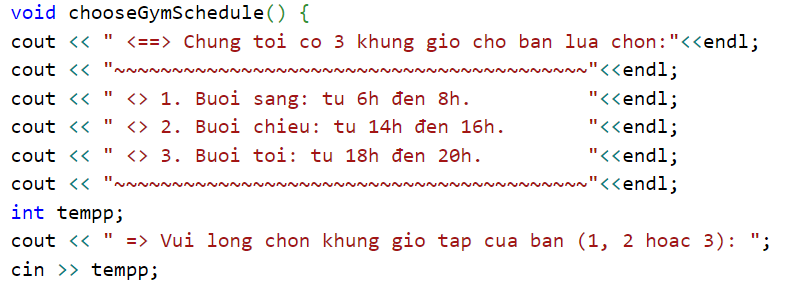 void chooseGymSchedule() {
cout << " <==> Chung toi co 3 khung gio cho ban lua chon:"<<endl;
cout << "~~~~~~~~~~~~~~~~~~~~~~~~~~~~~~~~~~~~~~~~~"<<endl;
cout << " <> 1. Buoi sang: tu 6h đen 8h.          "<<endl;
cout << " <> 2. Buoi chieu: tu 14h đen 16h.       "<<endl;
cout << " <> 3. Buoi toi: tu 18h đen 20h.         "<<endl;
cout << "~~~~~~~~~~~~~~~~~~~~~~~~~~~~~~~~~~~~~~~~~"<<endl;
int tempp;
cout << " => Vui long chon khung gio tap cua ban (1, 2 hoac 3): ";
cin >> tempp;